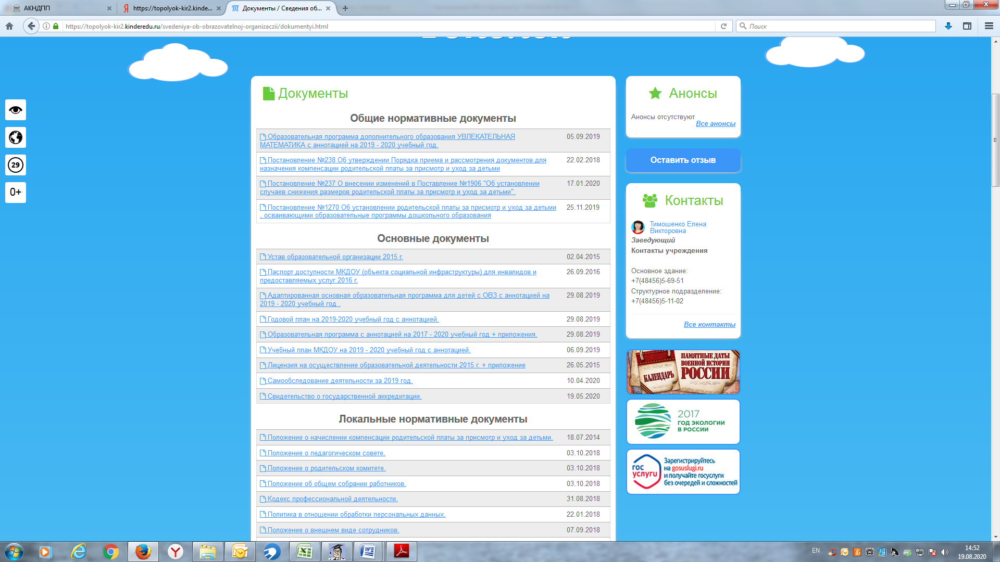 АКНДПП
https://topolyok-kir2.kinde...
Документы / Сведения об...
https://topolyok-kir2.kinderedu.ru/svedeniya-ob-obrazovatelnoj-organizaczii/dokumentyi.html
Поиск
29
0+
Документы
Общие нормативные документы
Образовательная программа дополнительного образования УВЛЕКАТЕЛЬНАЯ 05.09.2019
МАТЕМАТИКА с аннотацией на 2019 - 2020 учебный год.
Постановление №238 Об утверждении Порядка приема и рассмотрения документов для 22.02.2018
назначения компенсации родительской платы за присмотр и уход за детьми
Постановление №237 О внесении изменений в Поставление №1906 "Об установлении 17.01.2020
случаев снижения размеров родительской платы за присмотр и уход за детьми".
Постановление №1270 Об установлении родительской платы за присмотр и уход за детьми 25.11.2019
, осваивающими образовательные программы дошкольного образования
Основные документы
Устав образовательной организации 2015 г. 02.04.2015
Паспорт доступности МКДОУ (объекта социальной инфраструктуры) для инвалидов и 26.09.2016
предоставляемых услуг 2016 г.
Адаптированная основная образовательная программа для детей с ОВЗ с аннотацией на 29.08.2019
2019 - 2020 учебный год .
Годовой план на 2019-2020 учебный год с аннотацией. 29.08.2019
Образовательная программа с аннотацией на 2017 - 2020 учебный год + приложения. 29.08.2019
Учебный план МКДОУ на 2019 - 2020 учебный год с аннотацией. 06.09.2019
Лицензия на осуществление образовательной деятельности 2015 г. + приложение 26.05.2015
Самообследование деятельности за 2019 год. 10.04.2020
Свидетельство о государственной аккредитации. 19.05.2020
Локальные нормативные документы
Положение о начислении компенсации родительской платы за присмотр и уход за детьми. 18.07.2014
Положение о педагогическом совете. 03.10.2018
Положение о родительском комитете. 03.10.2018
Положение об общем собрании работников. 03.10.2018
Кодекс профессиональной деятельности. 31.08.2018
Политика в отношении обработки персональных данных. 22.01.2018
Положение о внешнем виде сотрудников. 07.09.2018
Анонсы
Анонсы отсутствуют
Все анонсы
Оставить отзыв
Контакты
Тимошенко Елена
Викторовна
Заведующий
Контакты учреждения
Основное здание:
+7(48456)5-69-51
Структурное подразделение:
+7(48456)5-11-02
Все контакты
ПАМЯТНЫЕ ДАТЫ
ВОЕННОЙ ИСТОРИИ
РОССИИ
КАЛЕНДАРЬ
2017
ГОД ЭКОЛОГИИ
В РОССИИ
гос
услуги
Зарегистрируйтесь
на gosuslugi.ru
и получайте госуслуги
без очередей и сложностей
EN
14:52
19.08.2020